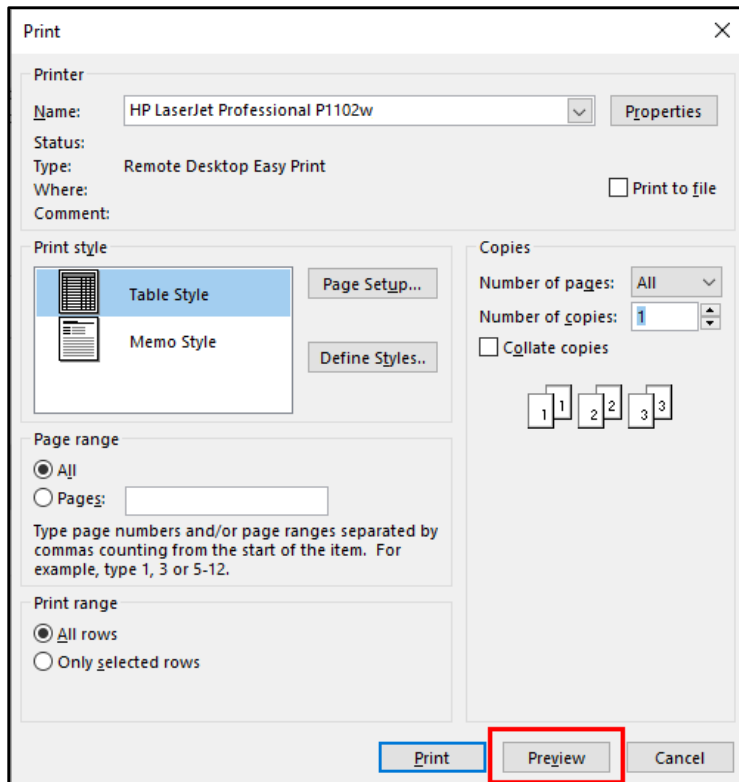 Print
Printer
Name: HP LaserJet Professional P1102w Properties
Status:
Type: Remote Desktop Easy Print
Where: Print to file
Comment:
Print style
Table Style
Memo Style
Page Setup...
Define Styles..
Copies
Number of pages: All
Number of copies: 1
Collate copies
1 1 2 2 3 3
Page range
All
Pages:
Type page numbers and/or page ranges separated by
commas counting from the start of the item. For
example, type 1, 3 or 5-12.
Print range
All rows
Only selected rows
Print Preview Cancel